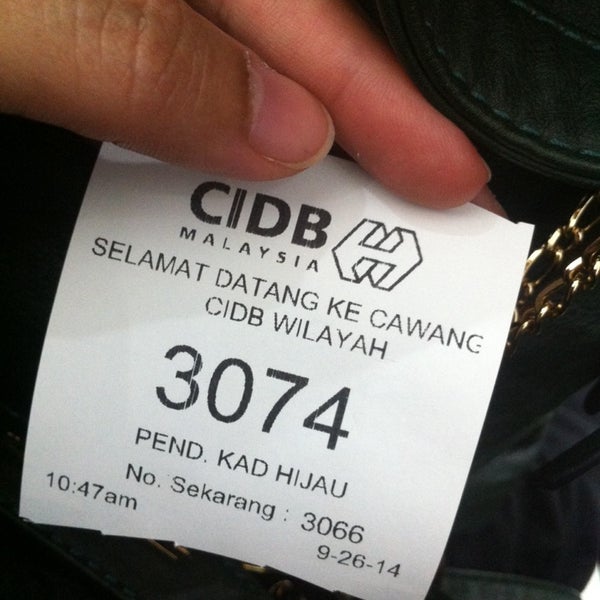 CIDB
MALAYSIA
SELAMAT DATANG KE CAWANG
CIDB WILAYAH
3074
PEND. KAD HIJAU
No. Sekarang : 3066
10:47am 9-26-14